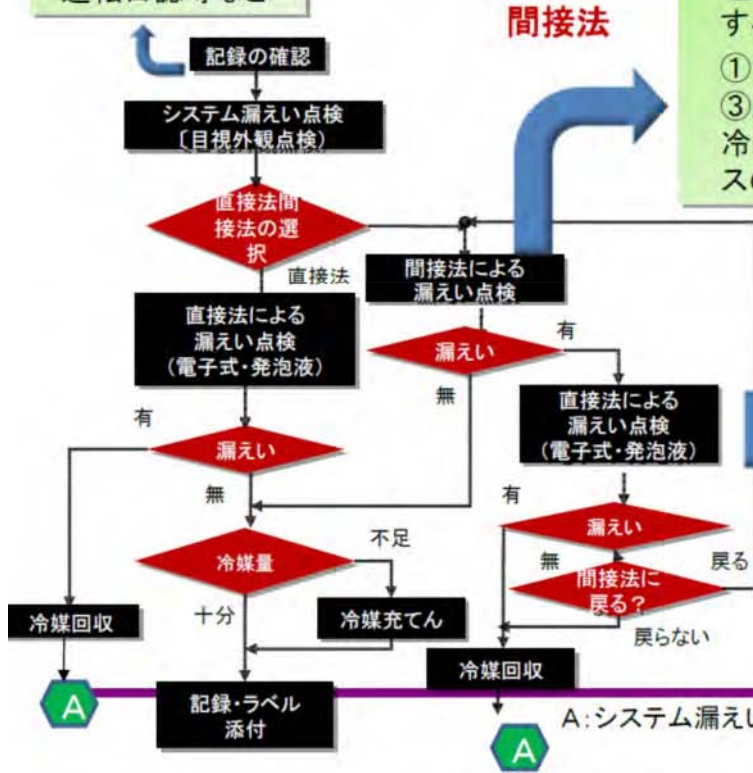 間接法
す
①
③
冷
ス
記録の確認
システム漏えい点検
〔目視外観点検〕
直接法間
接法の選
択
直接法
間接法による
漏えい点検
直接法による
漏えい点検
(電子式・発泡液)
漏えい
有
無
直接法による
漏えい点検
(電子式・発泡液)
有
漏えい
無
有
漏えい
冷媒量
不足
無
戻る
間接法に
戻る?
十分
冷媒回収
冷媒充てん
戻らない
冷媒回収
A
記録・ラベル
添付
A:システム漏えい
A